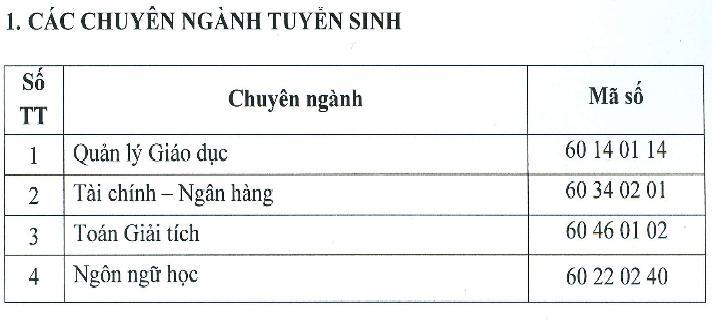 1. CÁC CHUYÊN NGÀNH TUYỂN SINH
Số TT Chuyên ngành Mã số
1 Quản lý Giáo dục 60 14 01 14
2 Tài chính – Ngân hàng 60 34 02 01
3 Toán Giải tích 60 46 01 02
4 Ngôn ngữ học 60 22 02 40